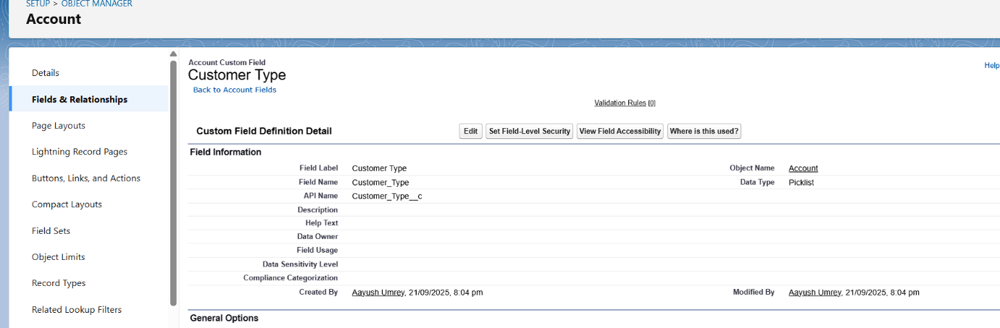 SETUP > OBJECT MANAGER
Account
Details
Fields & Relationships
Page Layouts
Lightning Record Pages
Buttons, Links, and Actions
Compact Layouts
Field Sets
Object Limits
Record Types
Related Lookup Filters
Account Custom Field
Customer Type
Back to Account Fields
Help
Validation Rules [0]
Custom Field Definition Detail Edit Set Field-Level Security View Field Accessibility Where is this used?
Field Information
Field Label Customer Type Object Name Account
Field Name Customer_Type Data Type Picklist
API Name Customer_Type__c
Description
Help Text
Data Owner
Field Usage
Data Sensitivity Level
Compliance Categorization
Created By Aayush Umrey, 21/09/2025, 8:04 pm Modified By Aayush Umrey, 21/09/2025, 8:04 pm
General Options